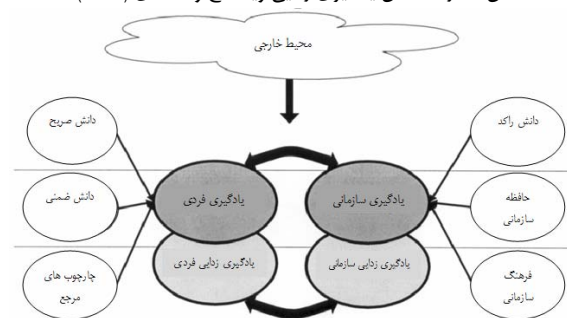 محیط خارجی
دانش صریح
دانش راکد
یادگیری فردی
یادگیری سازمانی
دانش ضمنی
حافظه
سازمانی
یادگیری زدایی فردی
یادگیری زدایی سازمانی
چارچوب های
مرجع
فرهنگ
سازمانی